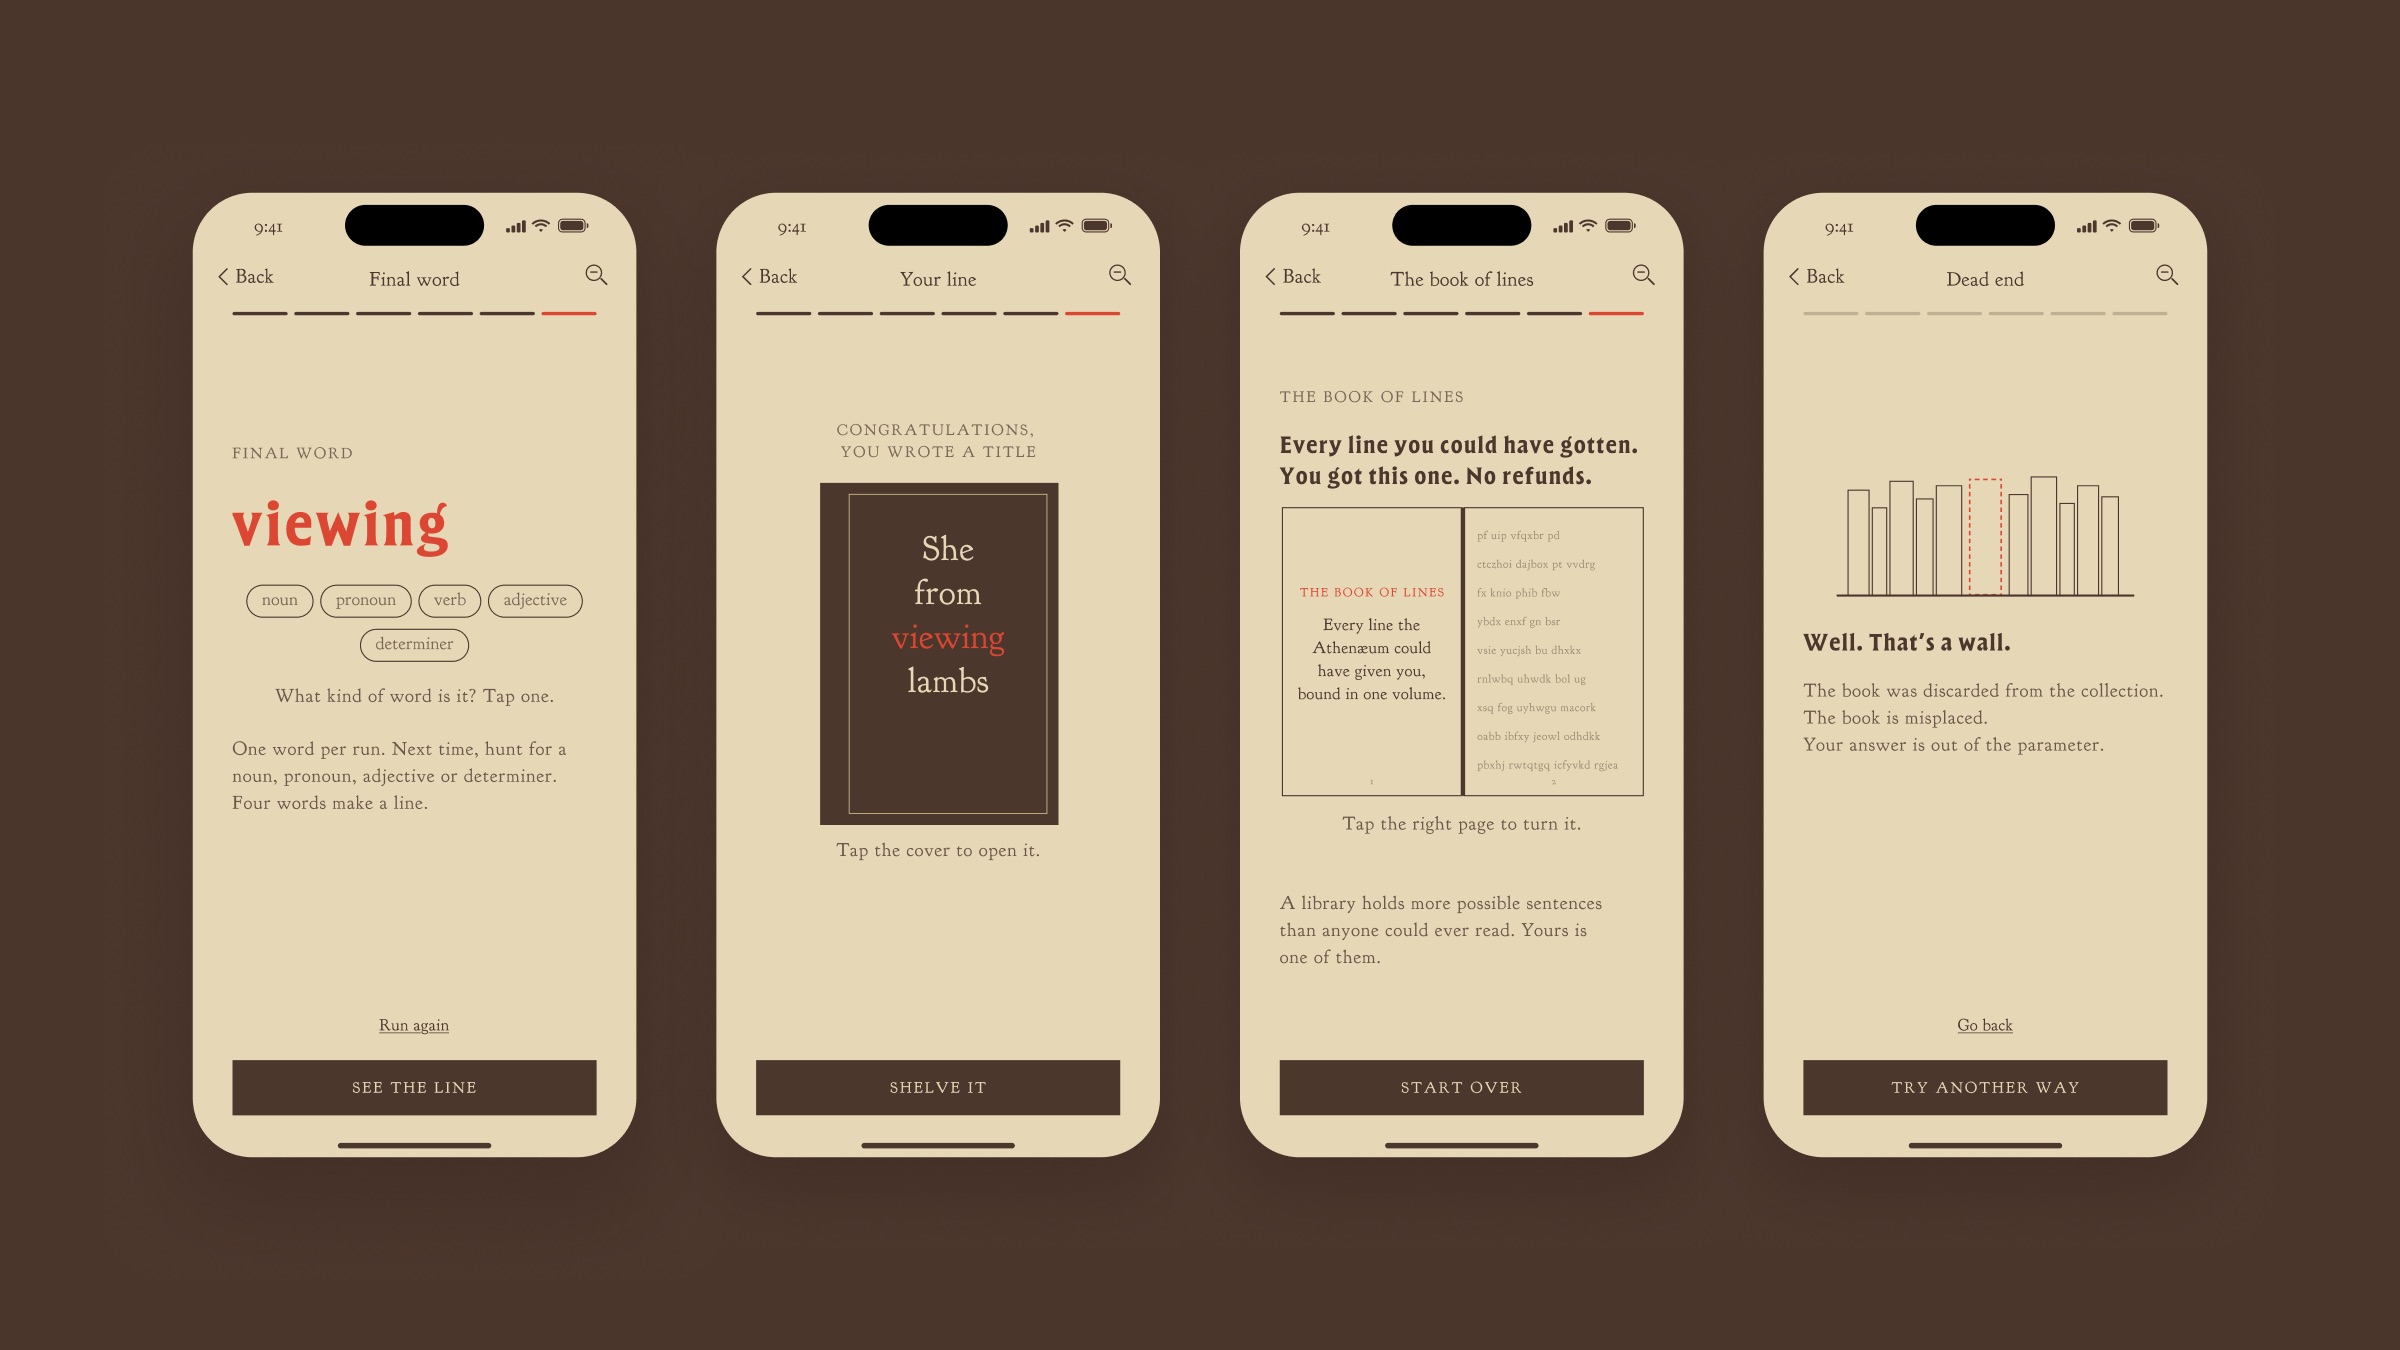 9:41
Back
Final word
FINAL WORD
viewing
noun pronoun verb adjective
determiner
What kind of word is it? Tap one.
One word per run. Next time, hunt for a
noun, pronoun, adjective or determiner.
Four words make a line.
Run again
SEE THE LINE
9:41
Back
Your line
CONGRATULATIONS,
YOU WROTE A TITLE
She
from
viewing
lambs
Tap the cover to open it.
SHELVE IT
9:41
Back
The book of lines
THE BOOK OF LINES
Every line you could have gotten.
You got this one. No refunds.
THE BOOK OF LINES
Every line the
Athenæum could
have given you,
bound in one volume.
1
pf uip vfqxbr pd
ctczhoi dajbox pt vvdrg
fx knio phib fbw
ybdx enxf gn bsr
vsie yucjsh bu dhxkx
rnlwbq uhwdk bol ug
xsq fog uyhwgu macork
oabb ibfxy jeowl odhdkk
pbxhj rwtqtgq icfyvkd rgjea
2
Tap the right page to turn it.
A library holds more possible sentences
than anyone could ever read. Yours is
one of them.
START OVER
9:41
Back
Dead end
Well. That's a wall.
The book was discarded from the collection.
The book is misplaced.
Your answer is out of the parameter.
Go back
TRY ANOTHER WAY